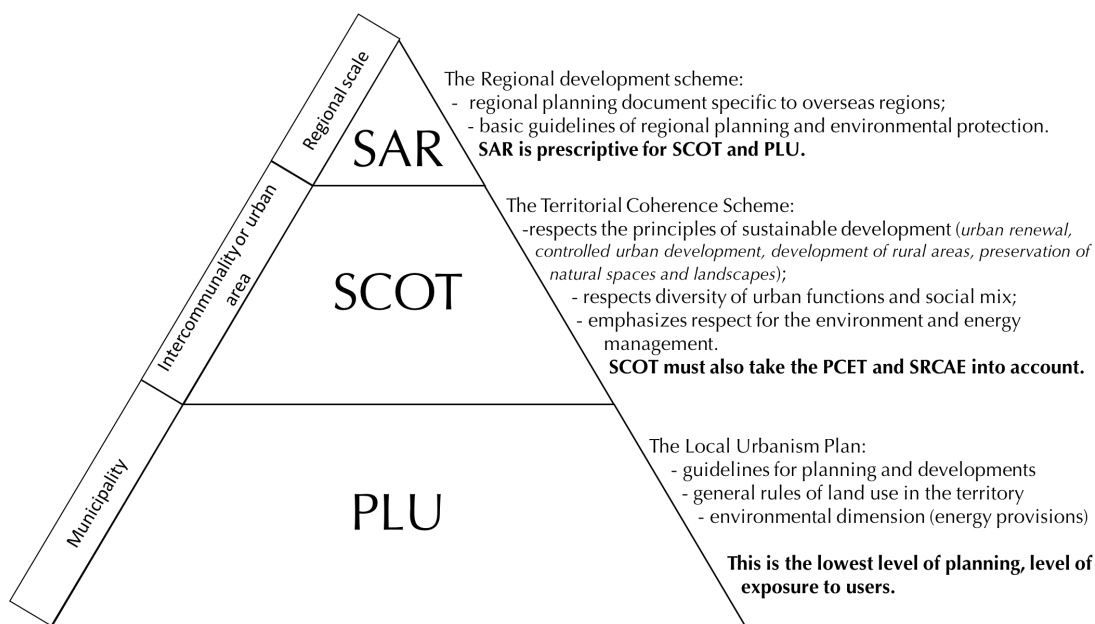 Regional scale
SAR
The Regional development scheme:
- regional planning document specific to overseas regions;
- basic guidelines of regional planning and environmental protection.
SAR is prescriptive for SCOT and PLU.
Intercommunality or urban
area
SCOT
The Territorial Coherence Scheme:
-respects the principles of sustainable development (urban renewal,
controlled urban development, development of rural areas, preservation of
natural spaces and landscapes);
- respects diversity of urban functions and social mix;
- emphasizes respect for the environment and energy
management.
SCOT must also take the PCET and SRCAE into account.
Municipality
PLU
The Local Urbanism Plan:
- guidelines for planning and developments
- general rules of land use in the territory
- environmental dimension (energy provisions)
This is the lowest level of planning, level of
exposure to users.